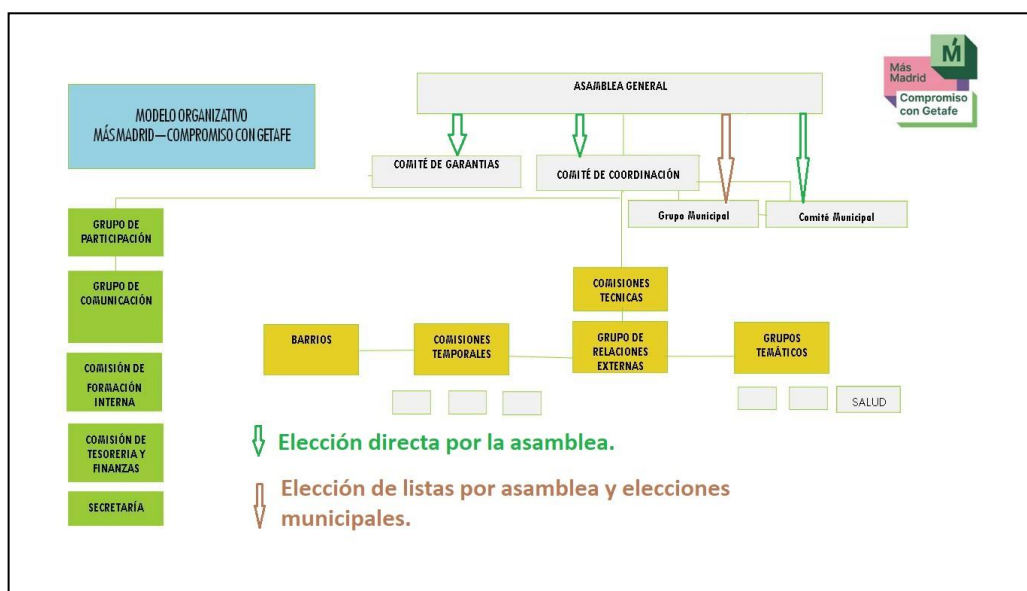 MODELO ORGANIZATIVO
MÁS MADRID—COMPROMISO CON GETAFE
ASAMBLEA GENERAL
Ḿ
Más
Madrid
Compromiso
con Getafe
COMITÉ DE GARANTIAS
COMITÉ DE COORDINACIÓN
Grupo Municipal
Comité Municipal
GRUPO DE
PARTICIPACIÓN
GRUPO DE
COMUNICACIÓN
COMISIÓN DE
FORMACIÓN
INTERNA
COMISIÓN DE
TESORERIA Y
FINANZAS
SECRETARÍA
COMISIONES
TECNICAS
BARRIOS
COMISIONES
TEMPORALES
GRUPO DE
RELACIONES
EXTERNAS
GRUPOS
TEMÁTICOS
SALUD
Elección directa por la asamblea.
Elección de listas por asamblea y elecciones
municipales.